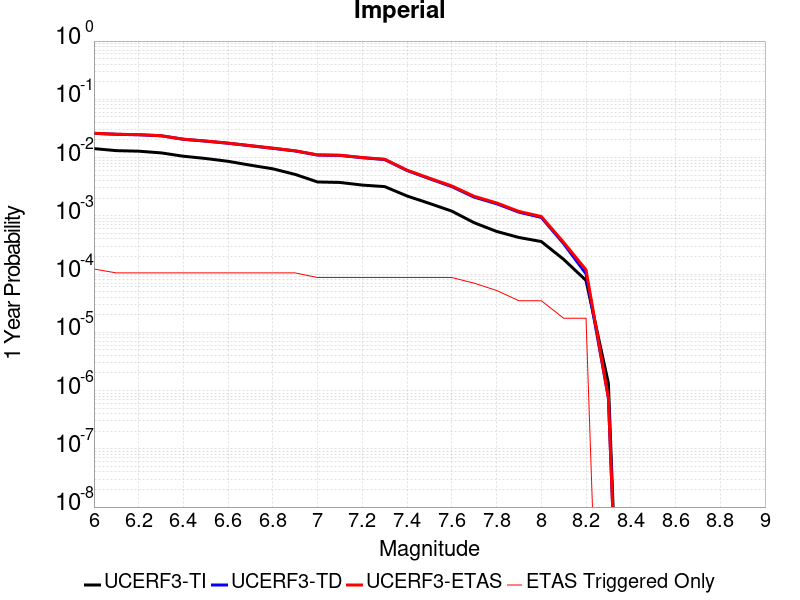 Imperial
10^0
10^-1
10^-2
10^-3
10^-4
10^-5
10^-6
10^-7
10^-8
1 Year Probability
6 6.2 6.4 6.6 6.8 7 7.2 7.4 7.6 7.8 8 8.2 8.4 8.6 8.8 9
Magnitude
UCERF3-TI UCERF3-TD UCERF3-ETAS ETAS Triggered Only